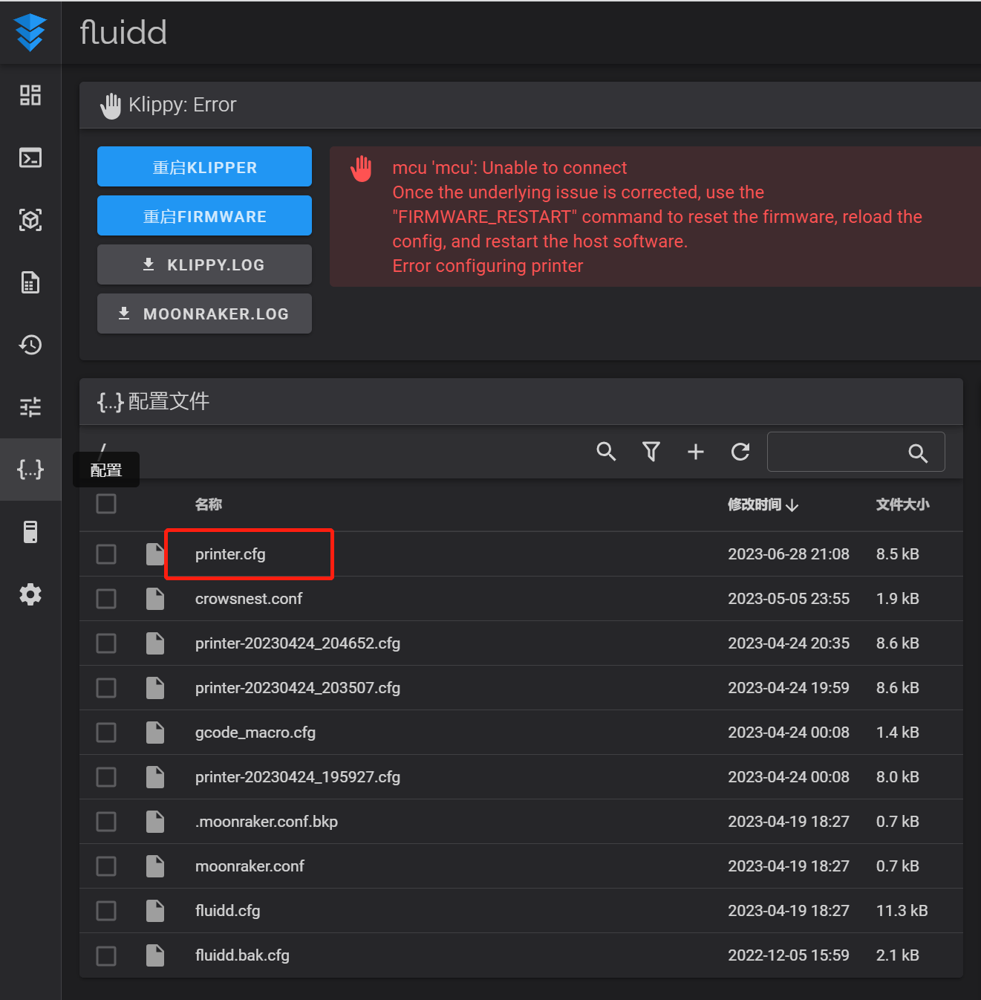 fluidd
Klippy: Error
重启KLIPPER
重启FIRMWARE
KLIPPY.LOG
MOONRAKER.LOG
mcu 'mcu': Unable to connect
Once the underlying issue is corrected, use the
"FIRMWARE_RESTART" command to reset the firmware, reload the
config, and restart the host software.
Error configuring printer
{...} 配置文件
/
配置
名称 修改时间 文件大小
printer.cfg 2023-06-28 21:08 8.5 kB
crowsnest.conf 2023-05-05 23:55 1.9 kB
printer-20230424_204652.cfg 2023-04-24 20:35 8.6 kB
printer-20230424_203507.cfg 2023-04-24 19:59 8.6 kB
gcode_macro.cfg 2023-04-24 00:08 1.4 kB
printer-20230424_195927.cfg 2023-04-24 00:08 8.0 kB
.moonraker.conf.bkp 2023-04-19 18:27 0.7 kB
moonraker.conf 2023-04-19 18:27 0.7 kB
fluidd.cfg 2023-04-19 18:27 11.3 kB
fluidd.bak.cfg 2022-12-05 15:59 2.1 kB